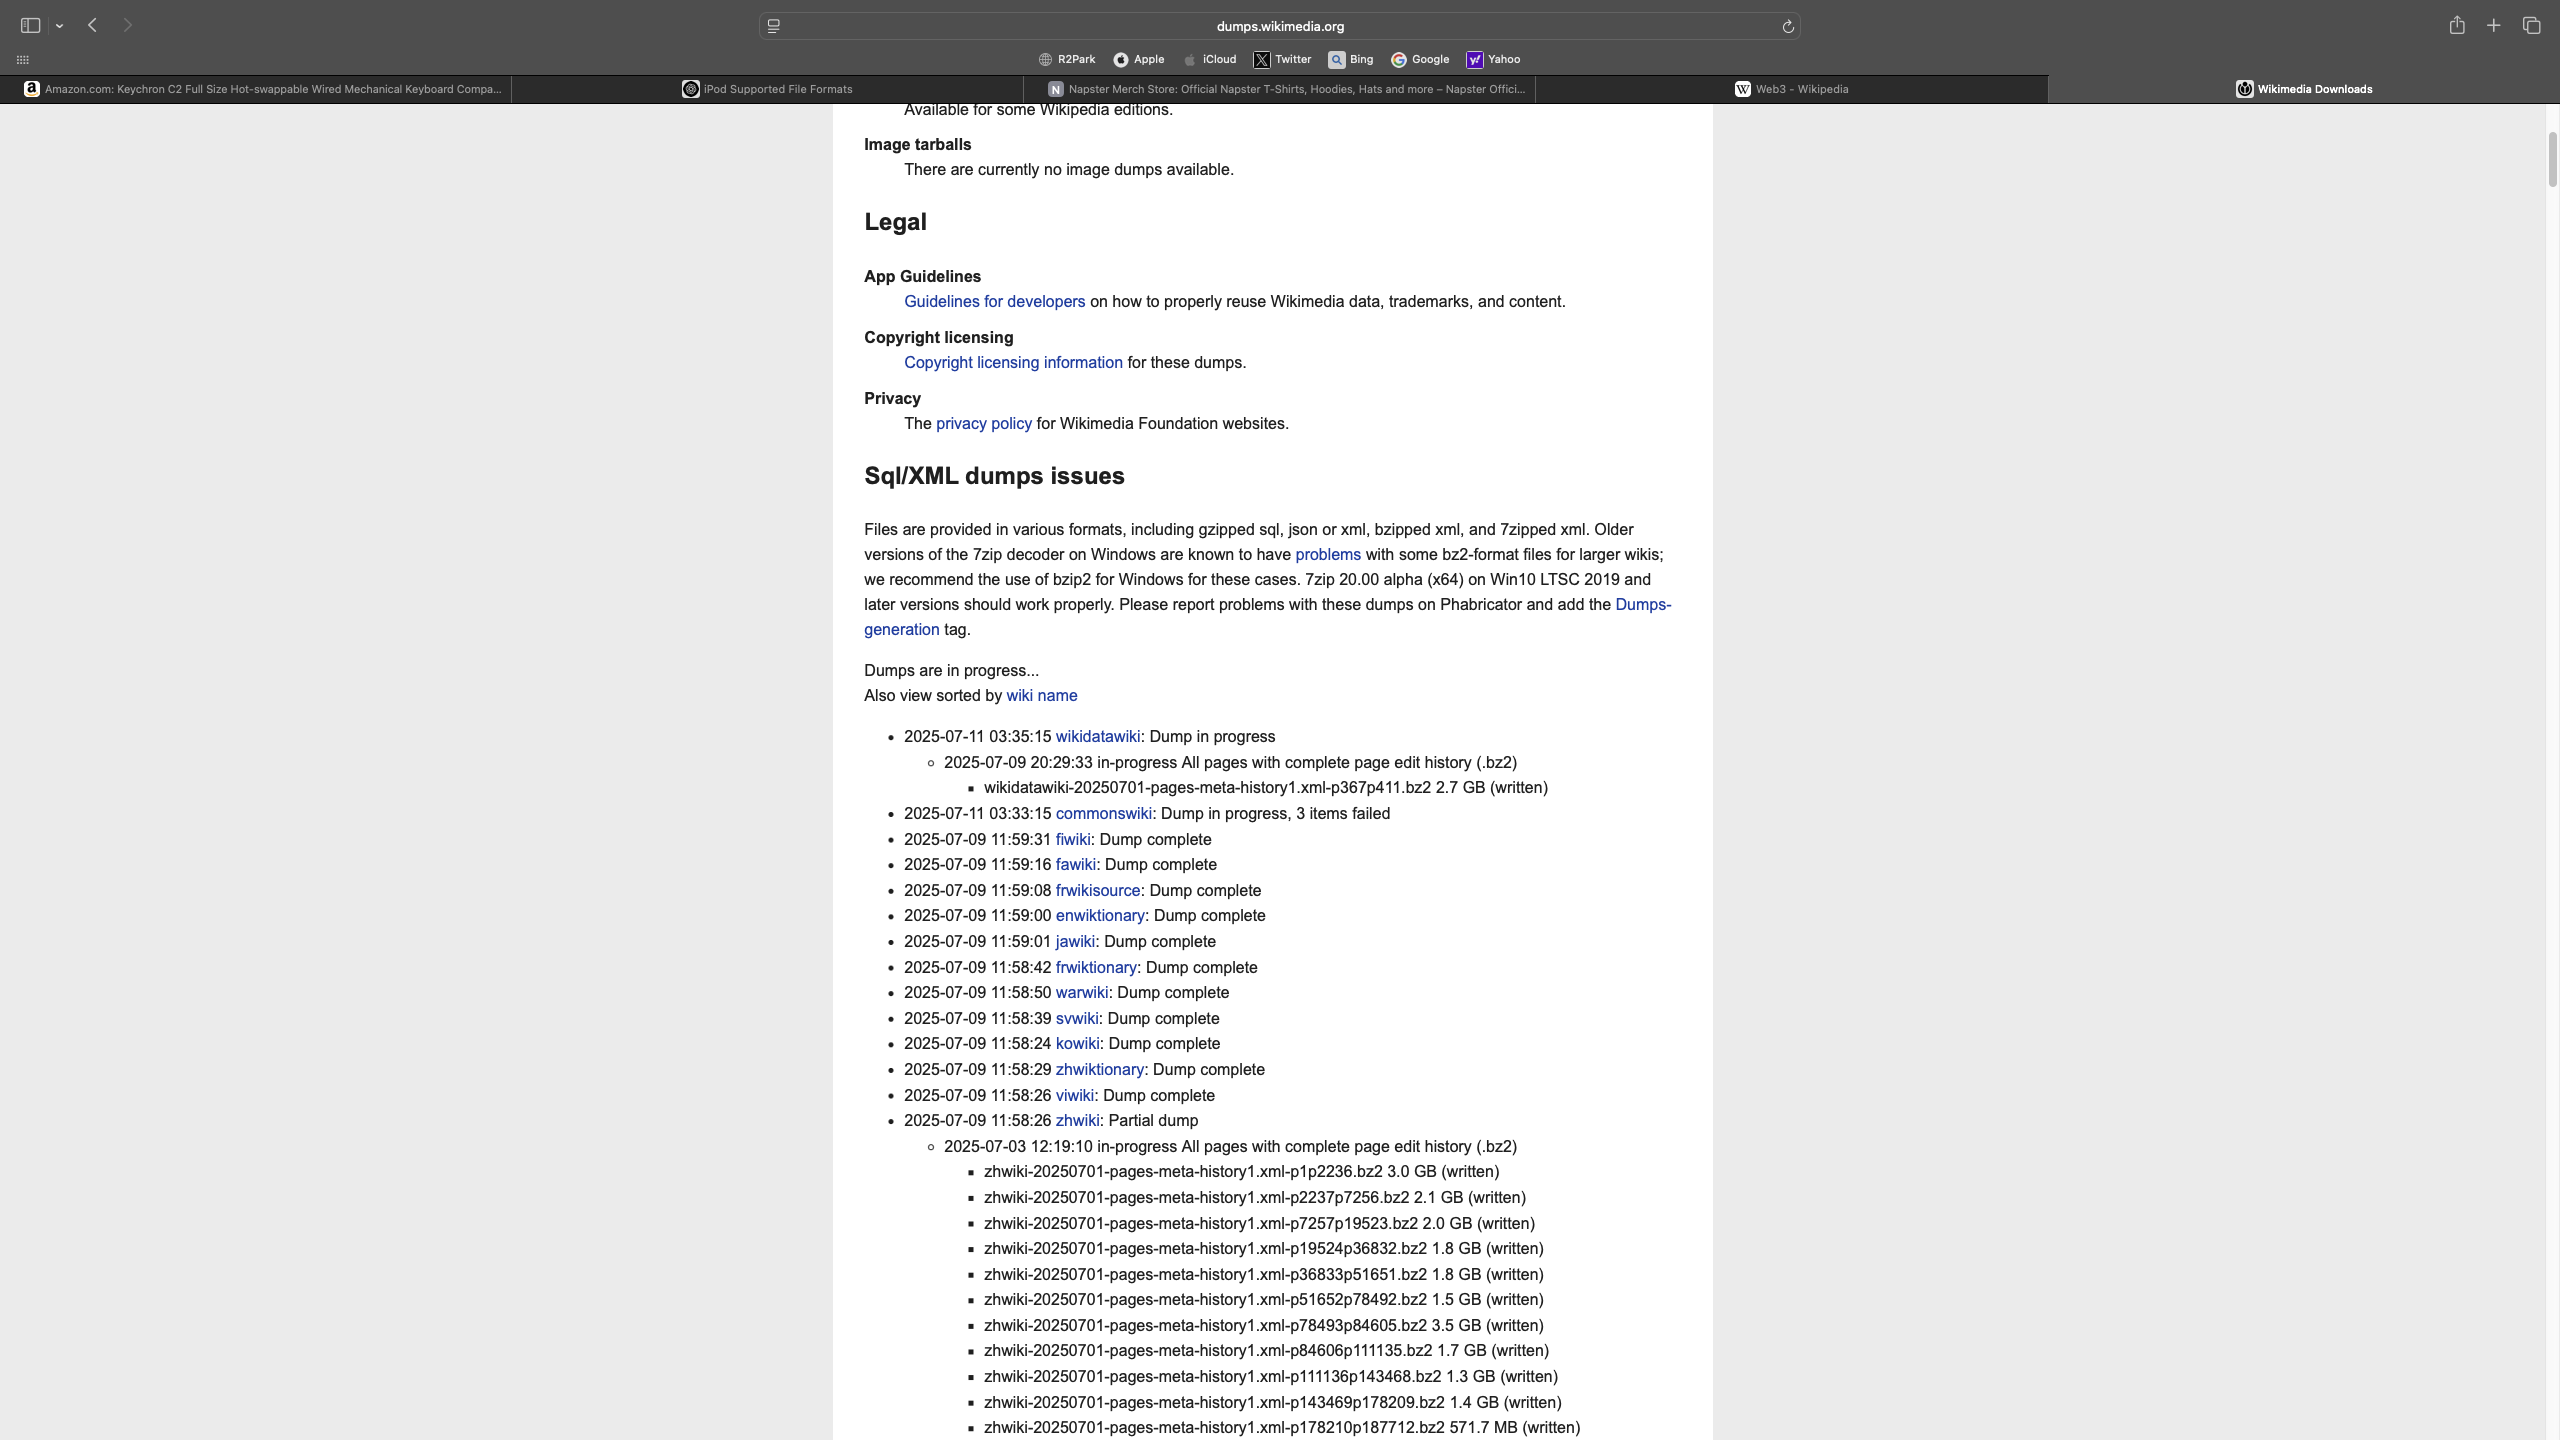 dumps.wikimedia.org
R2Park Apple iCloud Twitter Bing Google Yahoo
Amazon.com: Keychron C2 Full Size Hot-swappable Wired Mechanical Keyboard Compa... iPod Supported File Formats Napster Merch Store: Official Napster T-Shirts, Hoodies, Hats and more – Napster Offici... Web3 - Wikipedia Wikimedia Downloads
Available for some Wikipedia editions.
Image tarballs
There are currently no image dumps available.
Legal
App Guidelines
Guidelines for developers on how to properly reuse Wikimedia data, trademarks, and content.
Copyright licensing
Copyright licensing information for these dumps.
Privacy
The privacy policy for Wikimedia Foundation websites.
Sql/XML dumps issues
Files are provided in various formats, including gzipped sql, json or xml, bzipped xml, and 7zipped xml. Older
versions of the 7zip decoder on Windows are known to have problems with some bz2-format files for larger wikis;
we recommend the use of bzip2 for Windows for these cases. 7zip 20.00 alpha (x64) on Win10 LTSC 2019 and
later versions should work properly. Please report problems with these dumps on Phabricator and add the Dumps-
generation tag.
Dumps are in progress...
Also view sorted by wiki name
2025-07-11 03:35:15 wikidatawiki: Dump in progress
2025-07-09 20:29:33 in-progress All pages with complete page edit history (.bz2)
wikidatawiki-20250701-pages-meta-history1.xml-p367p411.bz2 2.7 GB (written)
2025-07-11 03:33:15 commonswiki: Dump in progress, 3 items failed
2025-07-09 11:59:31 fiwiki: Dump complete
2025-07-09 11:59:16 fawiki: Dump complete
2025-07-09 11:59:08 frwikisource: Dump complete
2025-07-09 11:59:00 enwiktionary: Dump complete
2025-07-09 11:59:01 jawiki: Dump complete
2025-07-09 11:58:42 frwiktionary: Dump complete
2025-07-09 11:58:50 warwiki: Dump complete
2025-07-09 11:58:39 svwiki: Dump complete
2025-07-09 11:58:24 kowiki: Dump complete
2025-07-09 11:58:29 zhwiktionary: Dump complete
2025-07-09 11:58:26 viwiki: Dump complete
2025-07-09 11:58:26 zhwiki: Partial dump
2025-07-03 12:19:10 in-progress All pages with complete page edit history (.bz2)
zhwiki-20250701-pages-meta-history1.xml-p1p2236.bz2 3.0 GB (written)
zhwiki-20250701-pages-meta-history1.xml-p2237p7256.bz2 2.1 GB (written)
zhwiki-20250701-pages-meta-history1.xml-p7257p19523.bz2 2.0 GB (written)
zhwiki-20250701-pages-meta-history1.xml-p19524p36832.bz2 1.8 GB (written)
zhwiki-20250701-pages-meta-history1.xml-p36833p51651.bz2 1.8 GB (written)
zhwiki-20250701-pages-meta-history1.xml-p51652p78492.bz2 1.5 GB (written)
zhwiki-20250701-pages-meta-history1.xml-p78493p84605.bz2 3.5 GB (written)
zhwiki-20250701-pages-meta-history1.xml-p84606p111135.bz2 1.7 GB (written)
zhwiki-20250701-pages-meta-history1.xml-p111136p143468.bz2 1.3 GB (written)
zhwiki-20250701-pages-meta-history1.xml-p143469p178209.bz2 1.4 GB (written)
zhwiki-20250701-pages-meta-history1.xml-p178210p187712.bz2 571.7 MB (written)